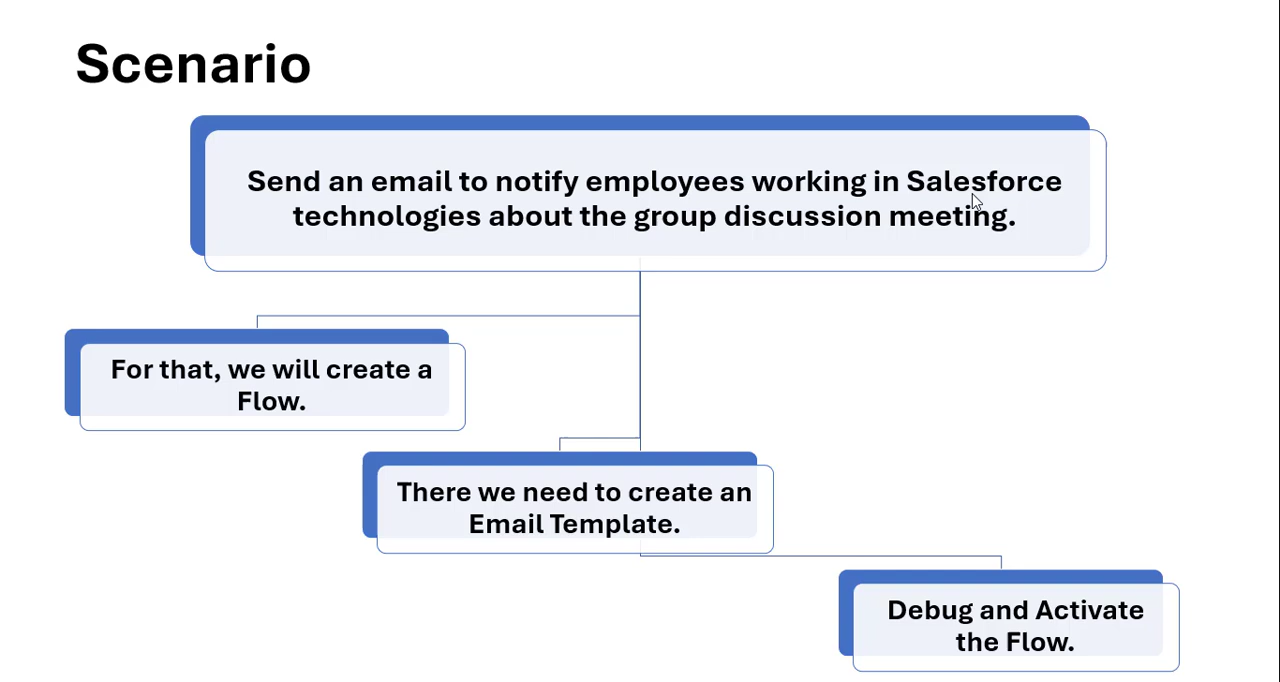 Scenario
Send an email to notify employees working in Salesforce
technologies about the group discussion meeting.
For that, we will create a
Flow.
There we need to create an
Email Template.
Debug and Activate
the Flow.